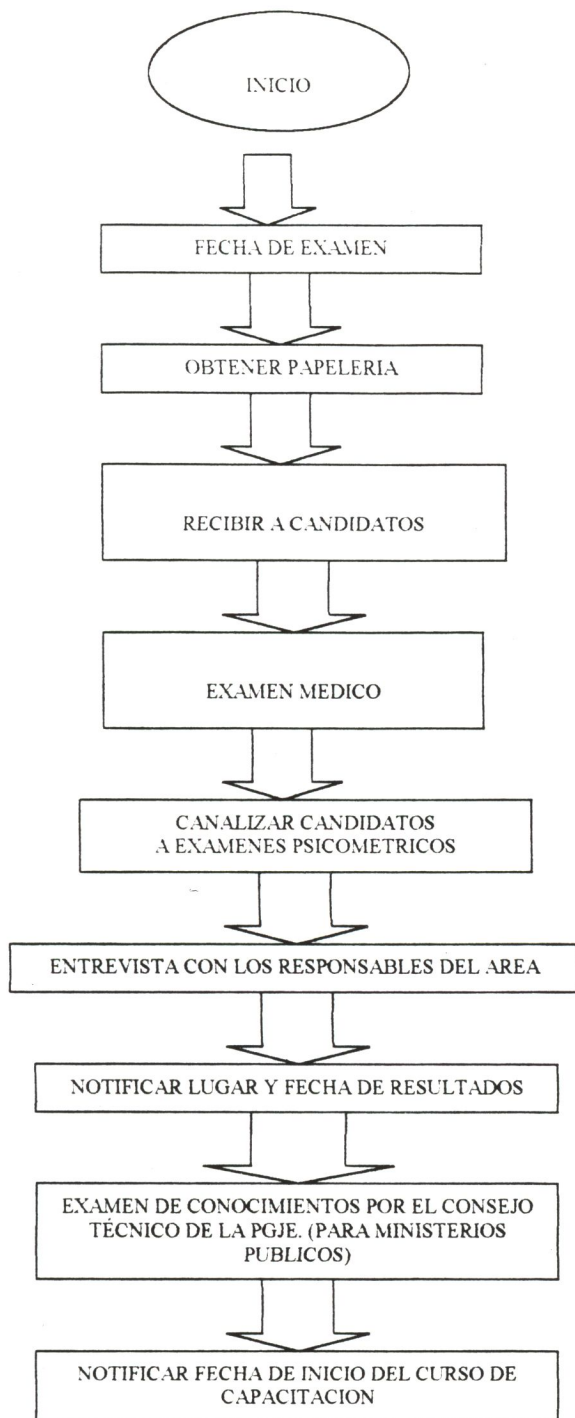 INICIO
FECHA DE EXAMEN
OBTENER PAPELERIA
RECIBIR A CANDIDATOS
EXAMEN MEDICO
CANALIZAR CANDIDATOS
A EXAMENES PSICOMETRICOS
ENTREVISTA CON LOS RESPONSABLES DEL AREA
NOTIFICAR LUGAR Y FECHA DE RESULTADOS
EXAMEN DE CONOCIMIENTOS POR EL CONSEJO
TÉCNICO DE LA PGJE. (PARA MINISTERIOS
PUBLICOS)
NOTIFICAR FECHA DE INICIO DEL CURSO DE
CAPACITACION